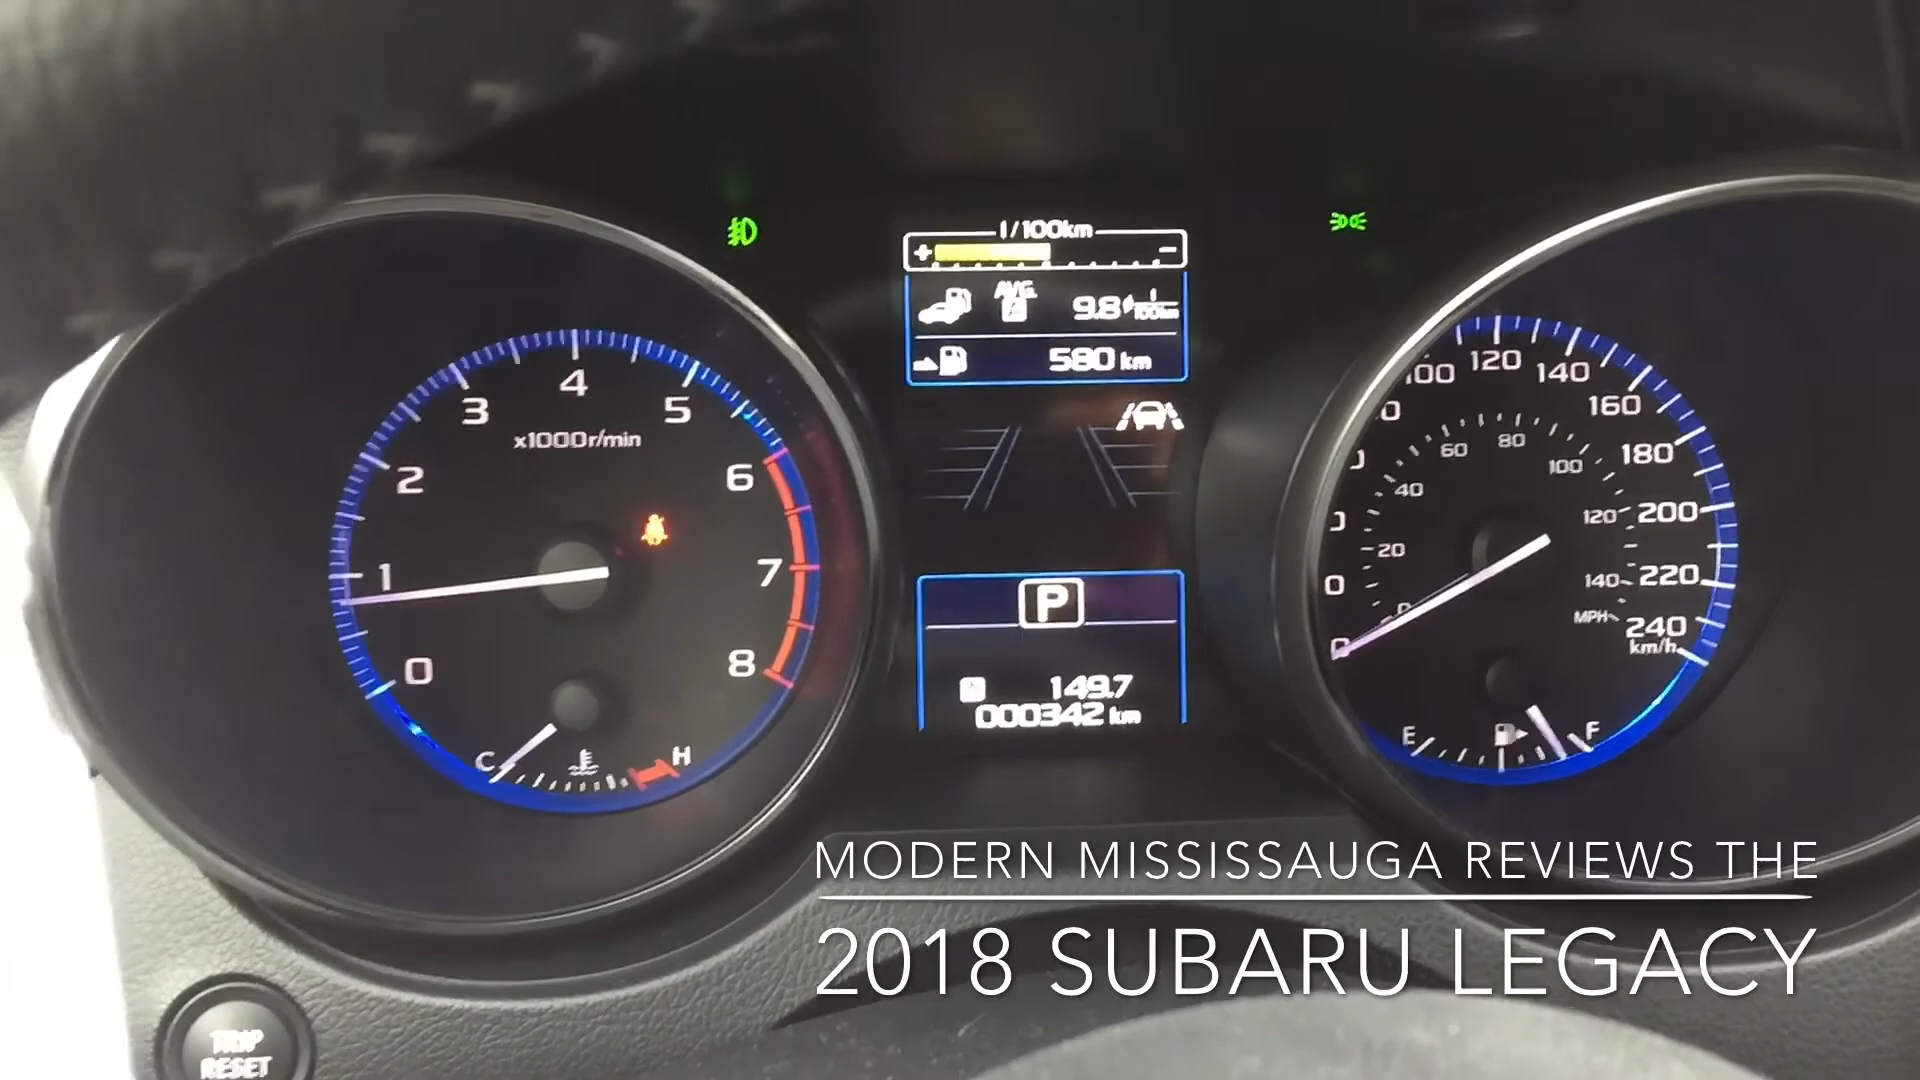 l/100km
+ −
AVG.
A
9.8
100km
580 km
4
3
5
x1000r/min
2
6
1
7
0
8
C
H
P
A 149.7
000342 km
120
140
160
180
200
220
240
km/h
20
40
60
80
100
120
140
MPH
E
F
TRIP
RESET
MODERN MISSISSAUGA REVIEWS THE
2018 SUBARU LEGACY